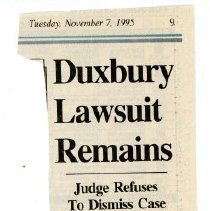 Tuesday, November 7, 1995 9
Duxbury
Lawsuit
Remains
Judge Refuses
To Dismiss Case